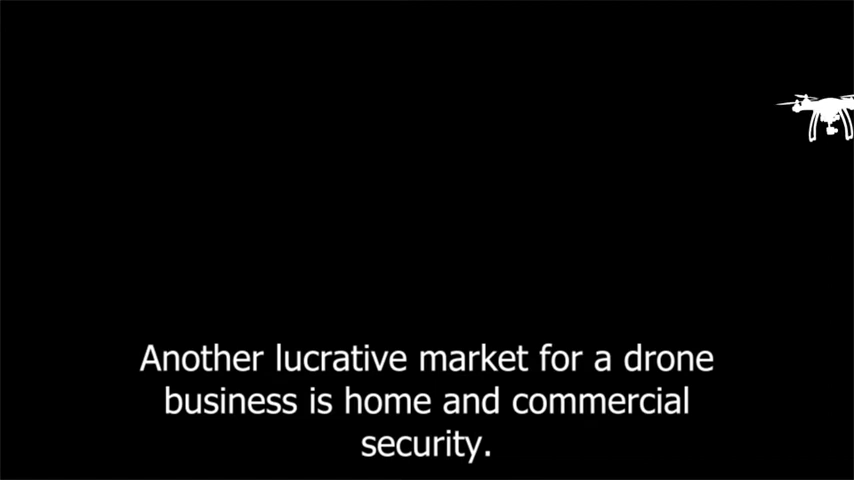 Another lucrative market for a drone
business is home and commercial
security.